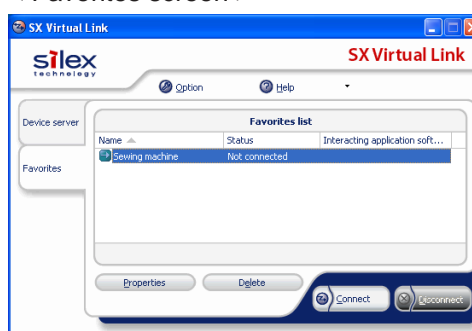 SX Virtual Link
silex
technology
SX Virtual Link
Option
Help
Device server
Favorites
Favorites list
Name
Status
Interacting application soft...
Sewing machine
Not connected
Properties
Delete
Connect
Disconnect